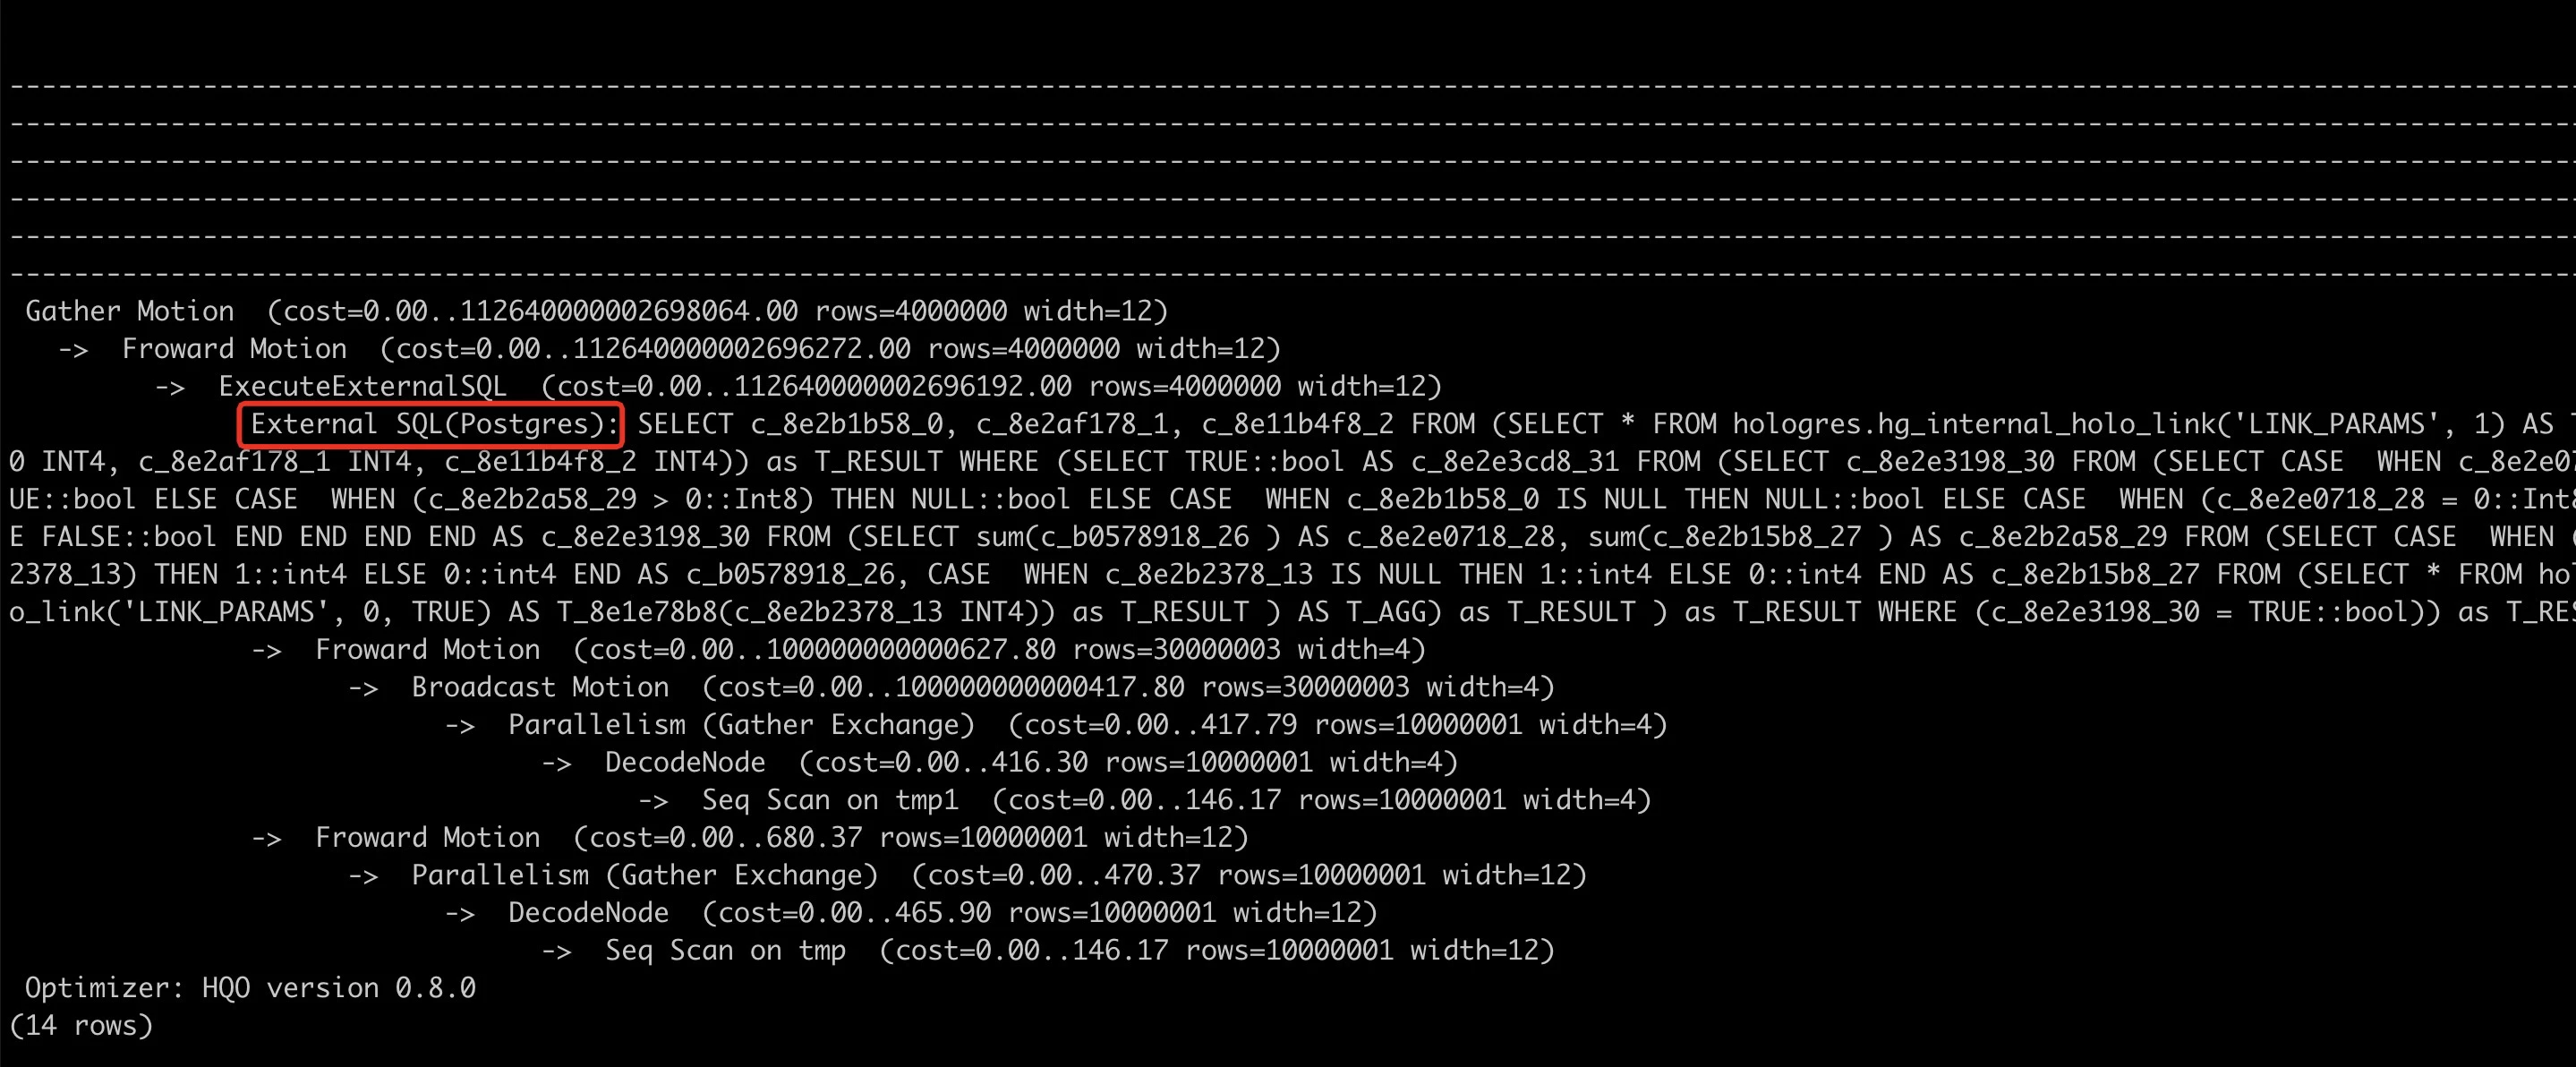 Gather Motion  (cost=0.00..112640000002698064.00 rows=4000000 width=12)
->  Froward Motion  (cost=0.00..112640000002696272.00 rows=4000000 width=12)
->  ExecuteExternalSQL  (cost=0.00..112640000002696192.00 rows=4000000 width=12)
External SQL(Postgres): SELECT c_8e2b1b58_0, c_8e2af178_1, c_8e11b4f8_2 FROM (SELECT * FROM hologres.hg_internal_holo_link('LINK_PARAMS', 1) AS
0 INT4, c_8e2af178_1 INT4, c_8e11b4f8_2 INT4)) as T_RESULT WHERE (SELECT TRUE::bool AS c_8e2e3cd8_31 FROM (SELECT c_8e2e3198_30 FROM (SELECT CASE  WHEN c_8e2e07
UE::bool ELSE CASE  WHEN (c_8e2b2a58_29 > 0::Int8) THEN NULL::bool ELSE CASE  WHEN c_8e2b1b58_0 IS NULL THEN NULL::bool ELSE CASE  WHEN (c_8e2e0718_28 = 0::Int8
E FALSE::bool END END END END AS c_8e2e3198_30 FROM (SELECT sum(c_b0578918_26 ) AS c_8e2e0718_28, sum(c_8e2b15b8_27 ) AS c_8e2b2a58_29 FROM (SELECT CASE  WHEN c
2378_13) THEN 1::int4 ELSE 0::int4 END AS c_b0578918_26, CASE  WHEN c_8e2b2378_13 IS NULL THEN 1::int4 ELSE 0::int4 END AS c_8e2b15b8_27 FROM (SELECT * FROM hol
o_link('LINK_PARAMS', 0, TRUE) AS T_8e1e78b8(c_8e2b2378_13 INT4)) as T_RESULT ) AS T_AGG) as T_RESULT ) as T_RESULT WHERE (c_8e2e3198_30 = TRUE::bool)) as T_RES
->  Froward Motion  (cost=0.00..100000000000627.80 rows=30000003 width=4)
->  Broadcast Motion  (cost=0.00..100000000000417.80 rows=30000003 width=4)
->  Parallelism (Gather Exchange)  (cost=0.00..417.79 rows=10000001 width=4)
->  DecodeNode  (cost=0.00..416.30 rows=10000001 width=4)
->  Seq Scan on tmp1  (cost=0.00..146.17 rows=10000001 width=4)
->  Froward Motion  (cost=0.00..680.37 rows=10000001 width=12)
->  Parallelism (Gather Exchange)  (cost=0.00..470.37 rows=10000001 width=12)
->  DecodeNode  (cost=0.00..465.90 rows=10000001 width=12)
->  Seq Scan on tmp  (cost=0.00..146.17 rows=10000001 width=12)
Optimizer: HQO version 0.8.0
(14 rows)